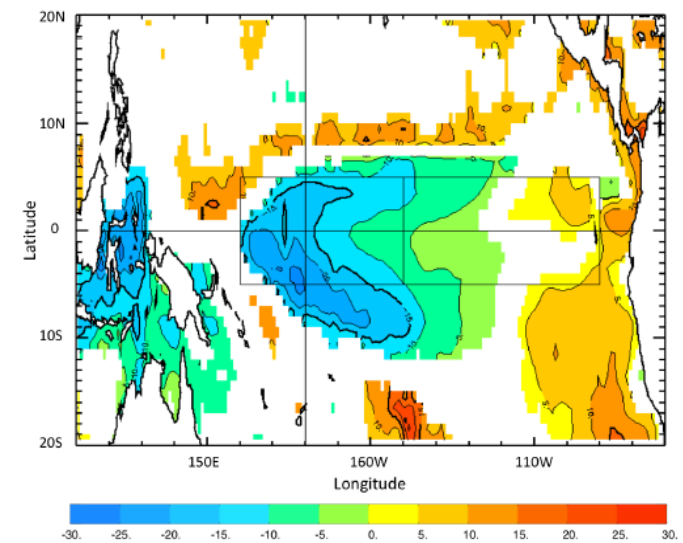 20N
10N
0
10S
20S
Latitude
150E 160W 110W
Longitude
-30. -25. -20. -15. -10. -5. 0. 5. 10. 15. 20. 25. 30.